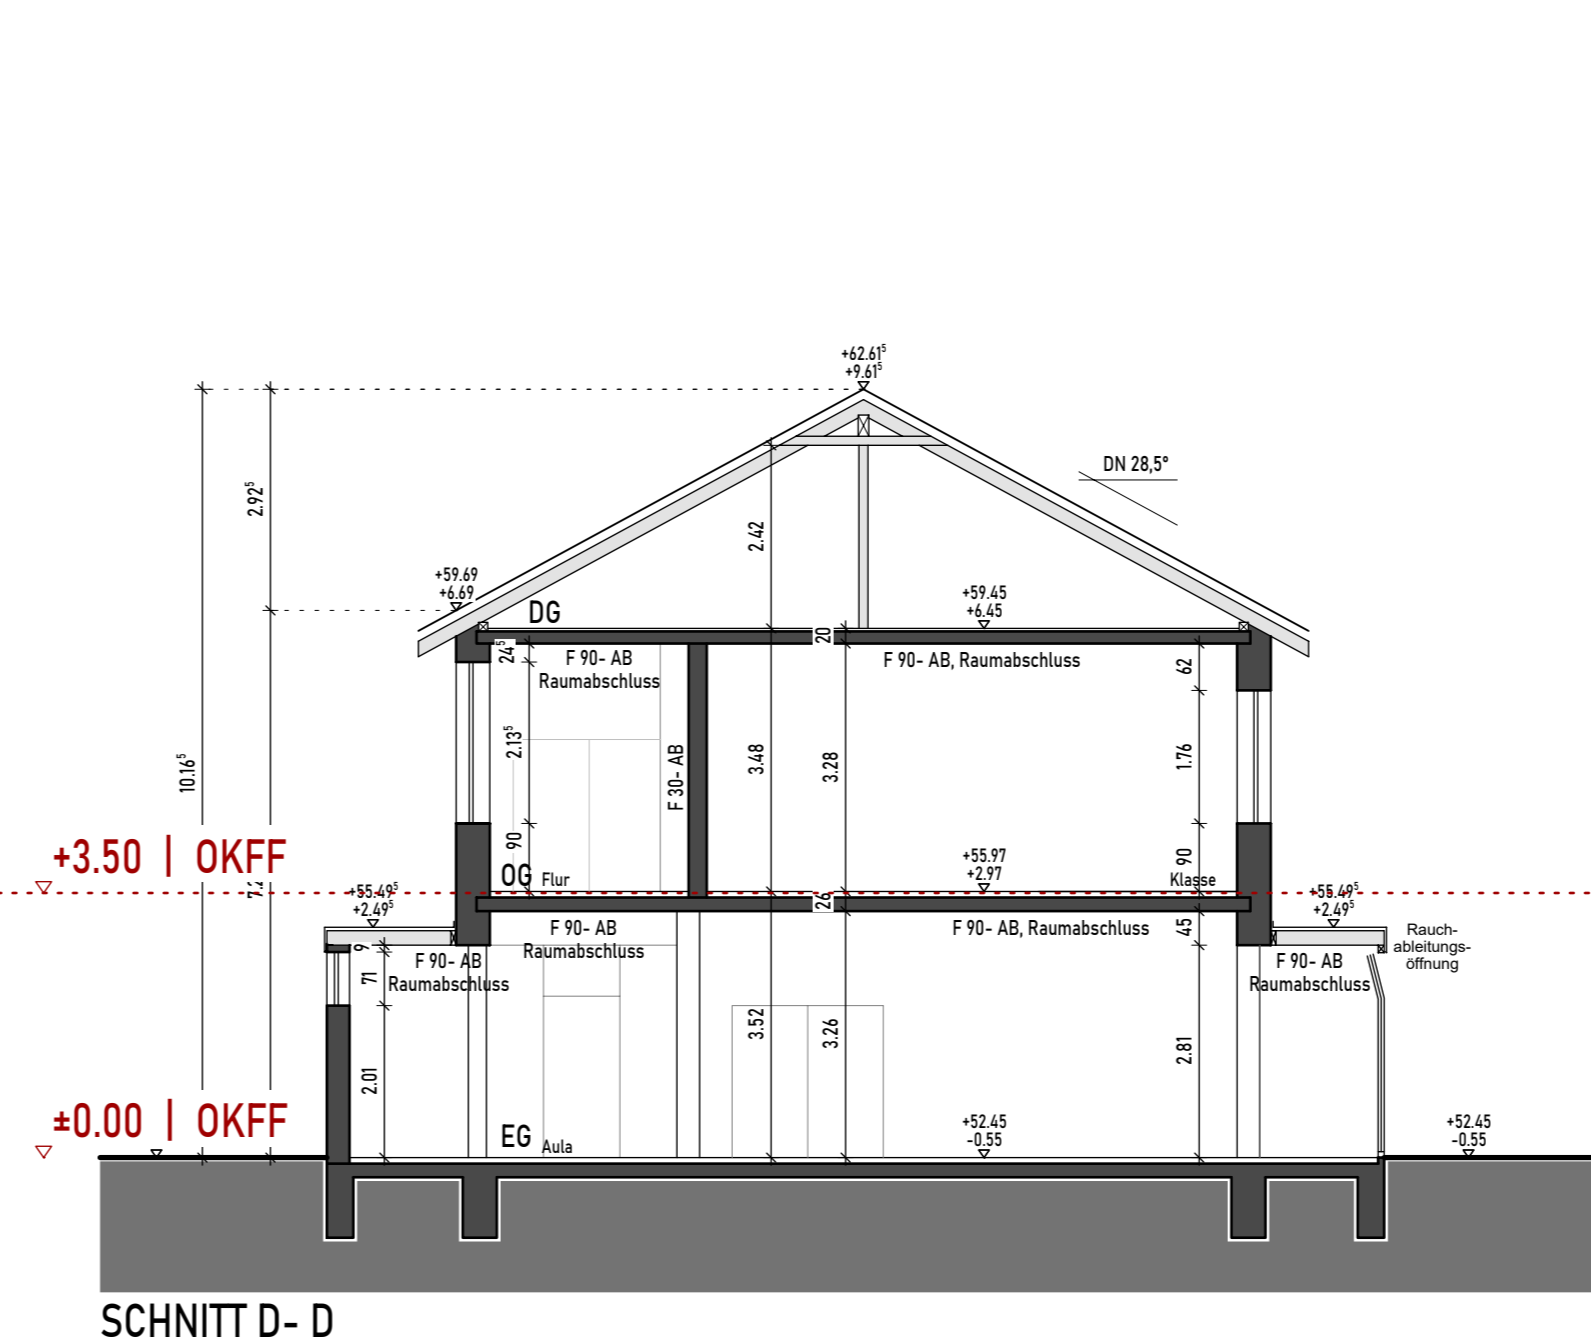 +62.61⁵
+9.61⁵
DN 28,5°
2.92⁵
2.42
+59.69
+6.69
+59.45
+6.45
DG
20
24⁵
F 90- AB
Raumabschluss
F 90- AB, Raumabschluss
62
10.16⁵
2.13⁵
F 30- AB
3.48
3.28
1.76
+3.50 | OKFF
90
90
+55.97
+2.97
OG Flur
Klasse
+55.49⁵
+2.49⁵
26
+55.49⁵
+2.49⁵
F 90- AB
Raumabschluss
F 90- AB, Raumabschluss
45
Rauch-
ableitungs-
öffnung
9
71
F 90- AB
Raumabschluss
F 90- AB
Raumabschluss
3.52
3.26
2.81
2.01
±0.00 | OKFF
EG Aula
+52.45
-0.55
+52.45
-0.55
SCHNITT D- D